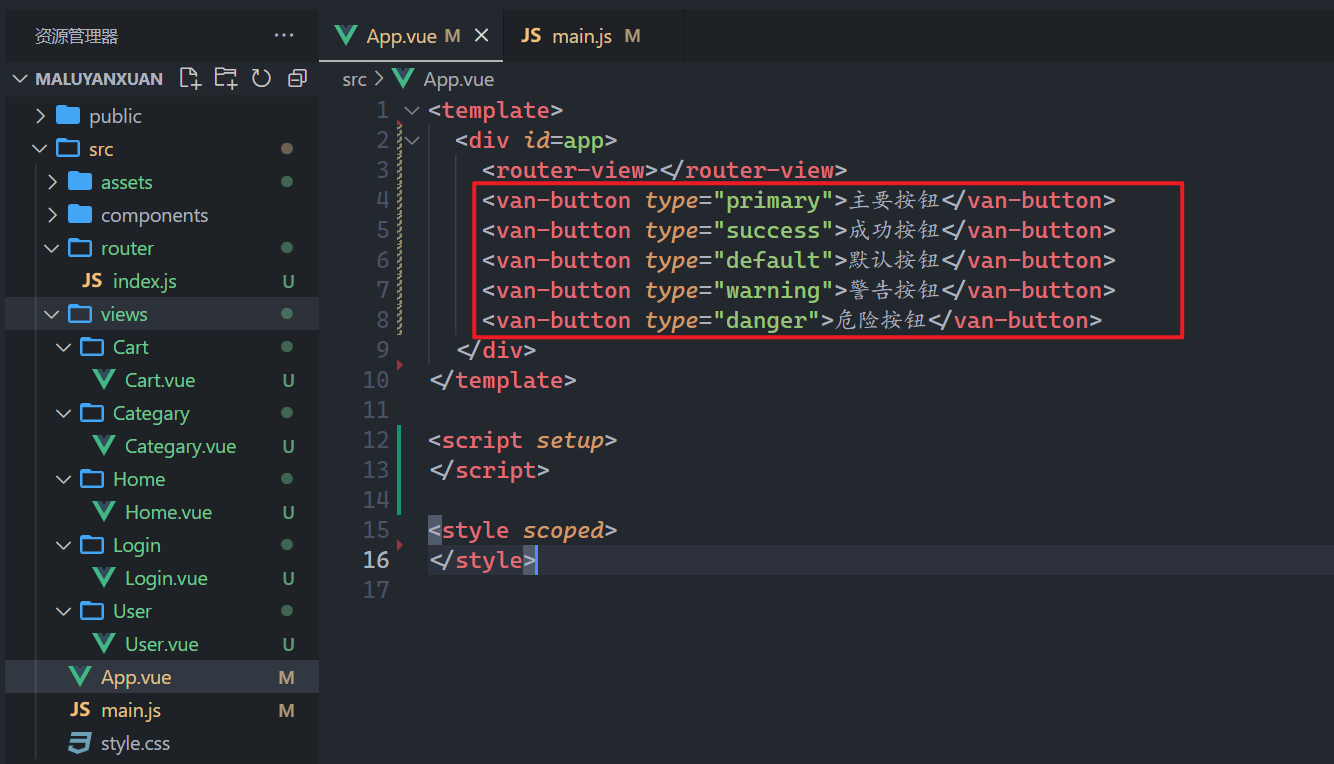 资源管理器 ···
App.vue M ×
JS main.js M
MALUYANXUAN
src > App.vue
public
src
assets
components
router
JS index.js U
views
Cart
Cart.vue U
Categary
Categary.vue U
Home
Home.vue U
Login
Login.vue U
User
User.vue U
App.vue M
JS main.js M
style.css
1 <template>
2 <div id=app>
3 <router-view></router-view>
4 <van-button type="primary">主要按钮</van-button>
5 <van-button type="success">成功按钮</van-button>
6 <van-button type="default">默认按钮</van-button>
7 <van-button type="warning">警告按钮</van-button>
8 <van-button type="danger">危险按钮</van-button>
9 </div>
10 </template>
11
12 <script setup>
13 </script>
14
15 <style scoped>
16 </style>
17